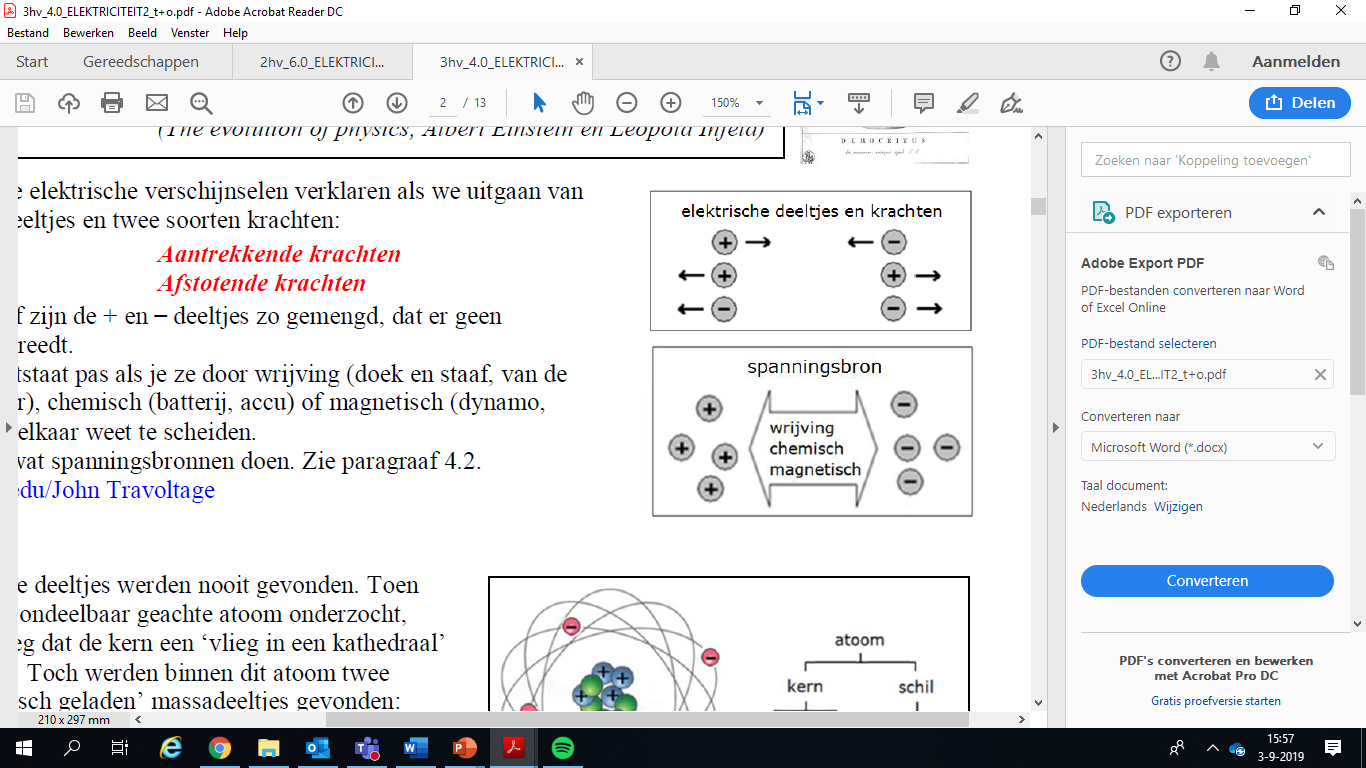 3hv_4.0_ELEKTRICITEIT2_t+o.pdf - Adobe Acrobat Reader DC
Bestand Bewerken Beeld Venster Help
Start Gereedschappen 2hv_6.0_ELEKTRICI... 3hv_4.0_ELEKTRICI... × Aanmelden
2 / 13 150% Delen
(The evolution of physics, Albert Einstein en Leopold Infeld)
DEMOCRITUS
e elektrische verschijnselen verklaren als we uitgaan van
eeltjes en twee soorten krachten:
Aantrekkende krachten
Afstotende krachten
f zijn de + en – deeltjes zo gemengd, dat er geen
reedt.
tstaat pas als je ze door wrijving (doek en staaf, van de
r), chemisch (batterij, accu) of magnetisch (dynamo,
elkaar weet te scheiden.
wat spanningsbronnen doen. Zie paragraaf 4.2.
edu/John Travoltage
elektrische deeltjes en krachten
+ −
+ +
− −
spanningsbron
wrijving
chemisch
magnetisch
e deeltjes werden nooit gevonden. Toen
ondeelbaar geachte atoom onderzocht,
eg dat de kern een ‘vlieg in een kathedraal’
. Toch werden binnen dit atoom twee
isch geladen’ massadeeltjes gevonden:
atoom
kern schil
210 x 297 mm
Zoeken naar 'Koppeling toevoegen'
PDF exporteren
Adobe Export PDF
PDF-bestanden converteren naar Word
of Excel Online
PDF-bestand selecteren
3hv_4.0_EL...IT2_t+o.pdf
Converteren naar
Microsoft Word (*.docx)
Taal document:
Nederlands Wijzigen
Converteren
PDF's converteren en bewerken
met Acrobat Pro DC
Gratis proefversie starten
15:57
3-9-2019